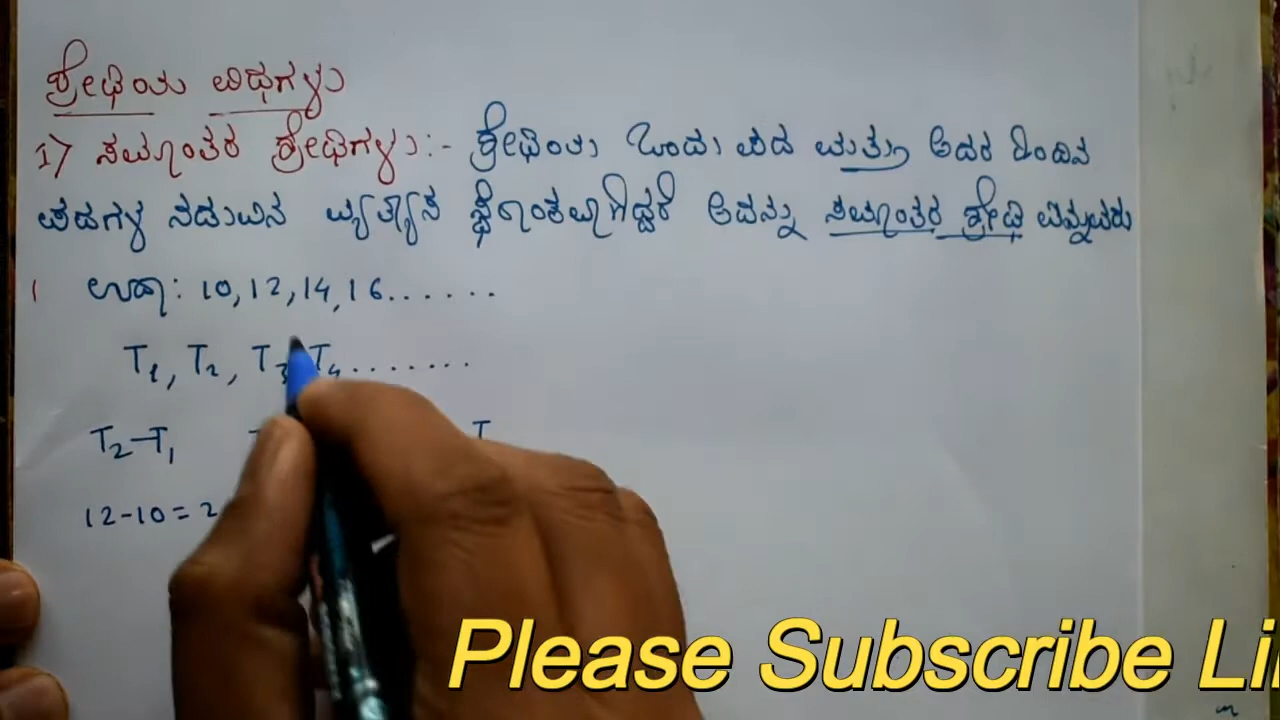 ಶ್ರೇಢಿಯ ವಿಧಗಳು
1) ಸಮಾಂತರ ಶ್ರೇಢಿಗಳು:- ಶ್ರೇಢಿಯ ಒಂದು ಪದ ಮತ್ತು ಅದರ ಹಿಂದಿನ
ಪದಗಳ ನಡುವಿನ ವ್ಯತ್ಯಾಸ ಸ್ಥಿರಾಂಕವಾಗಿದ್ದರೆ ಅದನ್ನು ಸಮಾಂತರ ಶ್ರೇಢಿ ಎನ್ನುವರು
ಉದಾ: 10, 12, 14, 16......
T₁, T₂, T₃ T₄.......
T₂-T₁ T
12-10=2
Please Subscribe Li